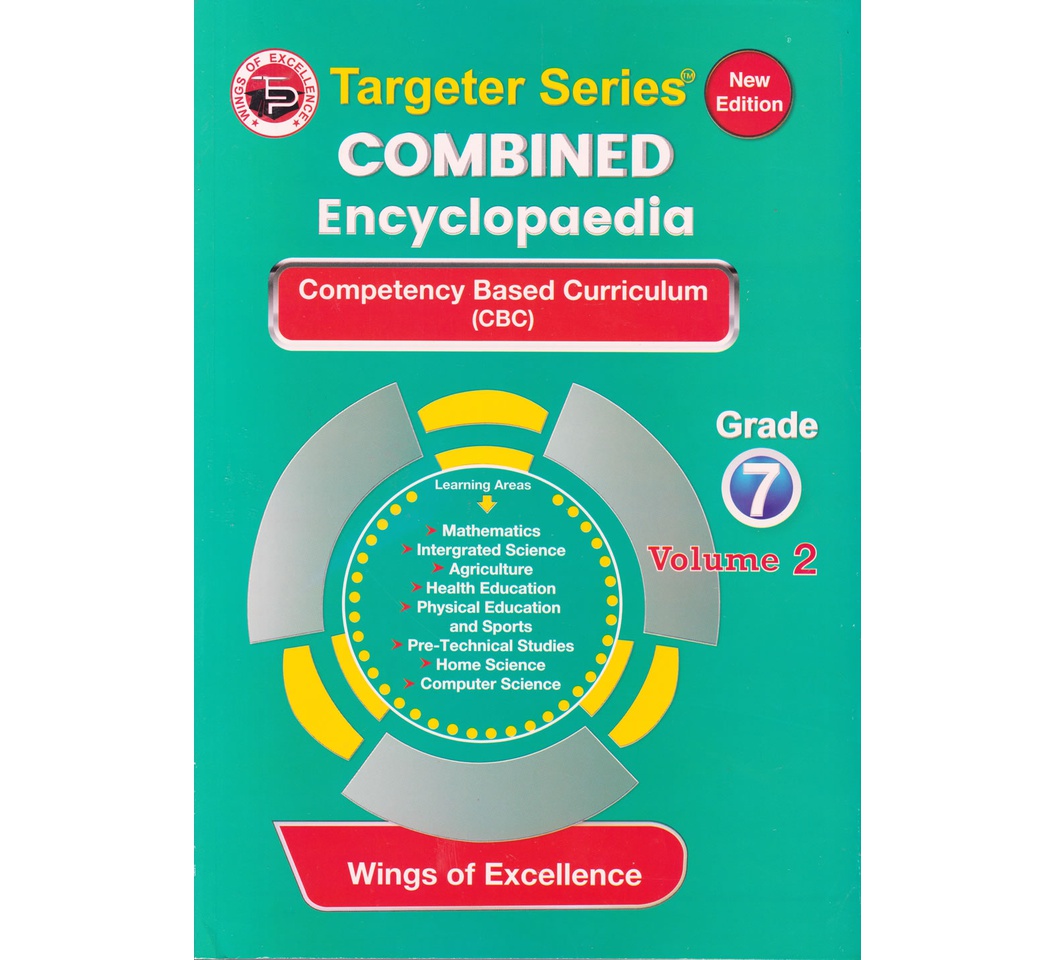 WINGS OF EXCELLENCE
TP
Targeter Series™
New
Edition
COMBINED
Encyclopaedia
Competency Based Curriculum
(CBC)
Grade
7
Volume 2
Learning Areas
Mathematics
Intergrated Science
Agriculture
Health Education
Physical Education
and Sports
Pre-Technical Studies
Home Science
Computer Science
Wings of Excellence